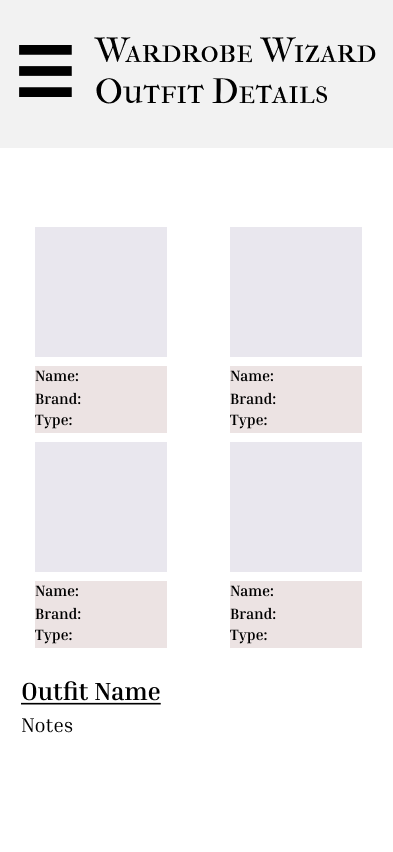 Wardrobe Wizard
Outfit Details
Name:
Brand:
Type:
Name:
Brand:
Type:
Name:
Brand:
Type:
Name:
Brand:
Type:
Outfit Name
Notes